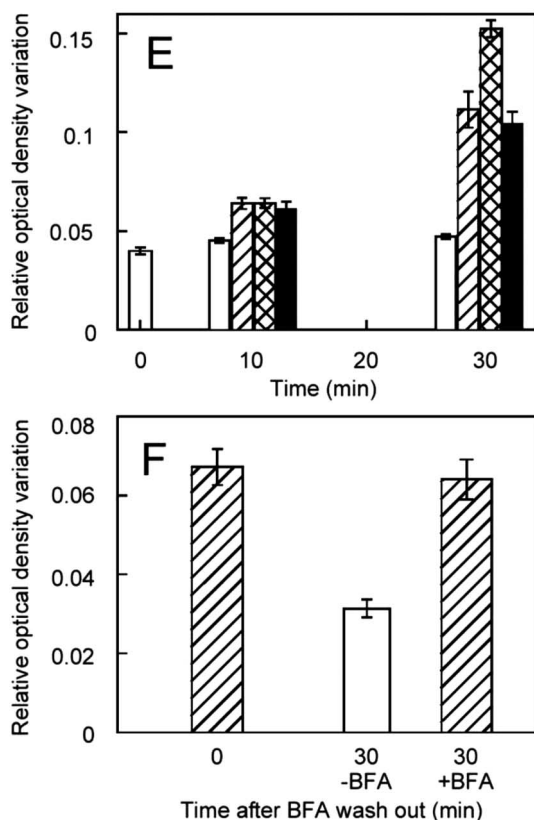 E
Relative optical density variation
0.15
0.1
0.05
0
0 10 20 30
Time (min)
F
Relative optical density variation
0.08
0.06
0.04
0.02
0
0 30 30
-BFA +BFA
Time after BFA wash out (min)